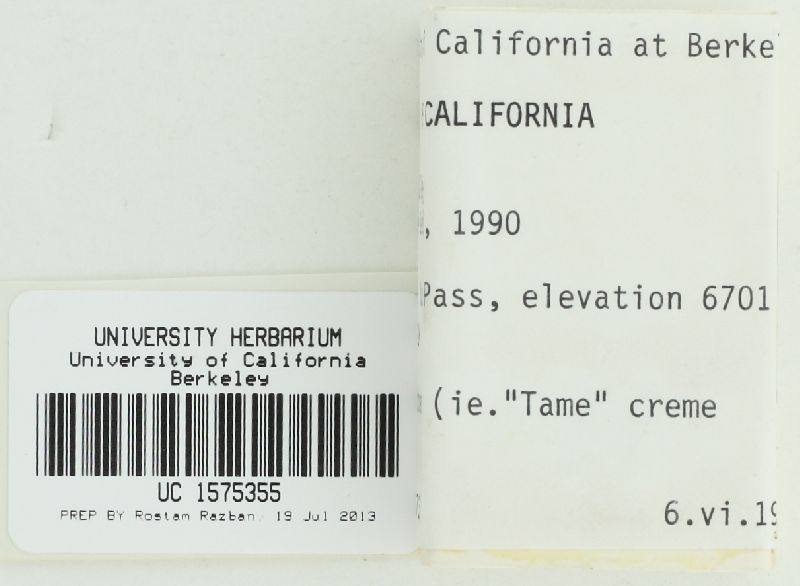 California at Berke
CALIFORNIA
, 1990
Pass, elevation 6701
(ie."Tame" creme
6.vi.19
UNIVERSITY HERBARIUM
University of California
Berkeley
UC 1575355
PREP BY Rostam Razban, 19 Jul 2013